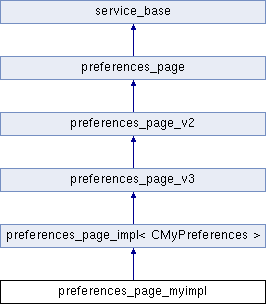 service_base
preferences_page
preferences_page_v2
preferences_page_v3
preferences_page_impl< CMyPreferences >
preferences_page_myimpl